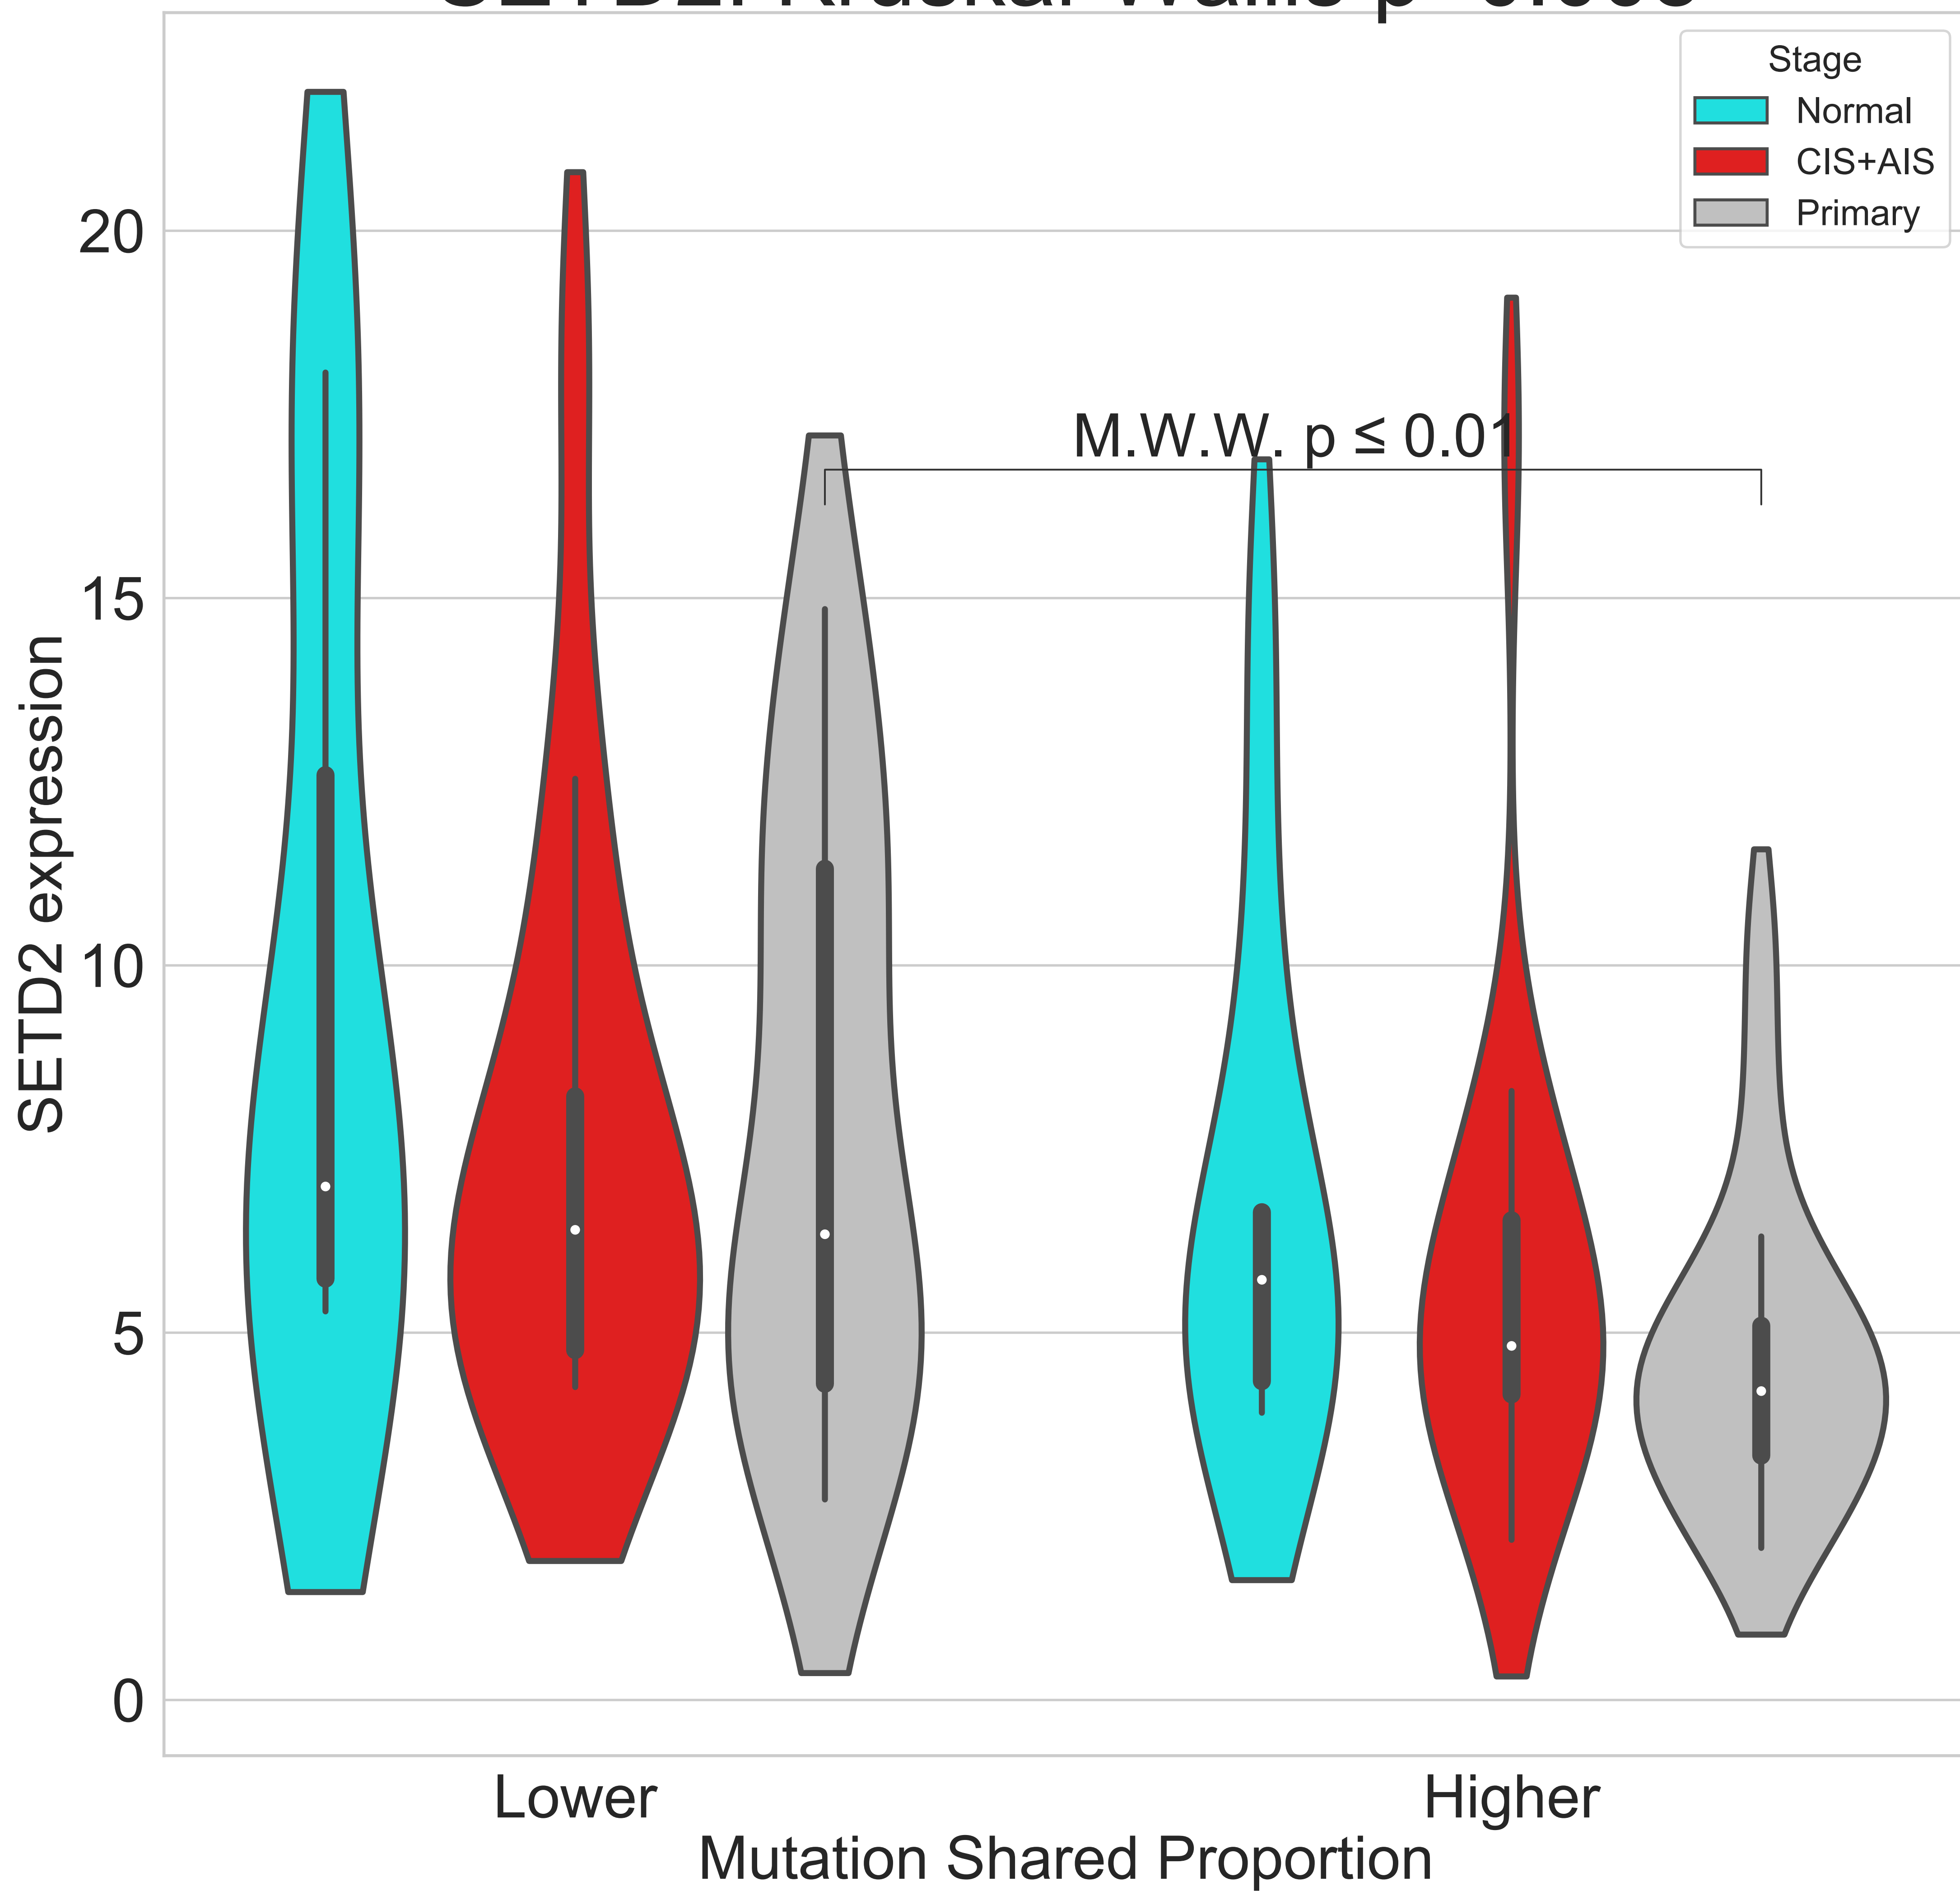 Stage
Normal
CIS+AIS
Primary
20
15
10
5
0
SETD2 expression
M.W.W. p ≤ 0.01
Lower
Higher
Mutation Shared Proportion